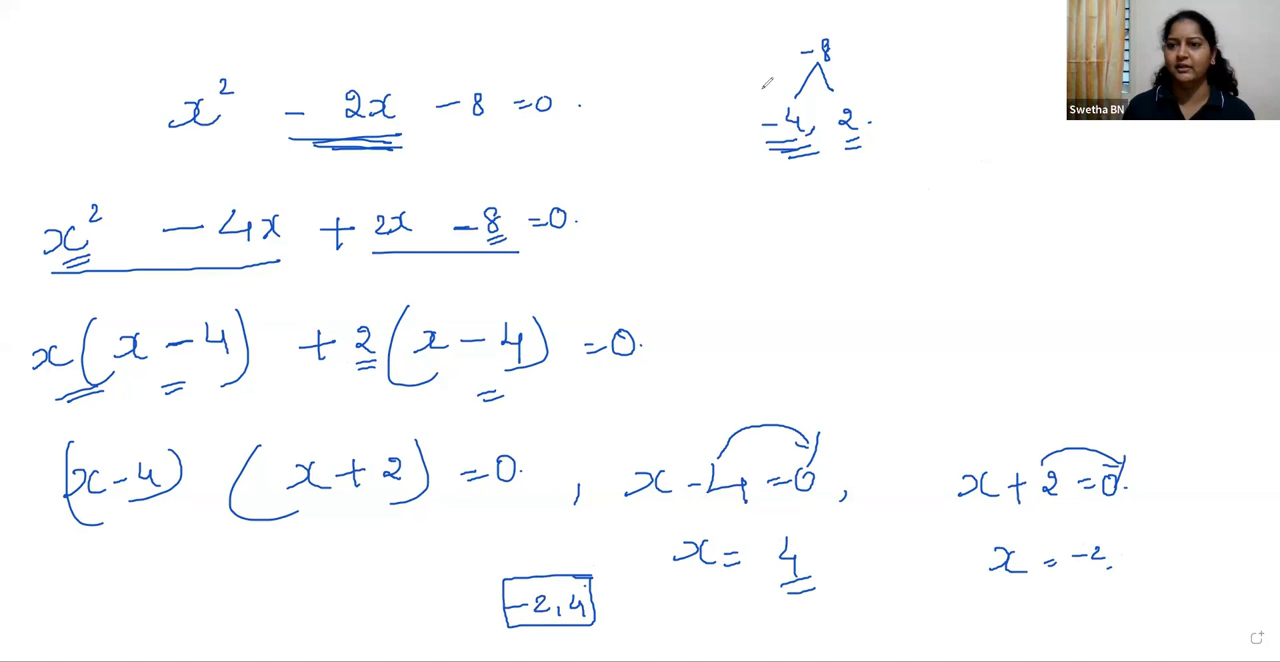 -8
x² - 2x - 8 = 0.
-4, 2.
Swetha BN
x² - 4x + 2x - 8 = 0.
x(x - 4) + 2(x - 4) = 0.
(x - 4) (x + 2) = 0. , x - 4 = 0, x + 2 = 0.
x = 4 x = -2.
-2, 4